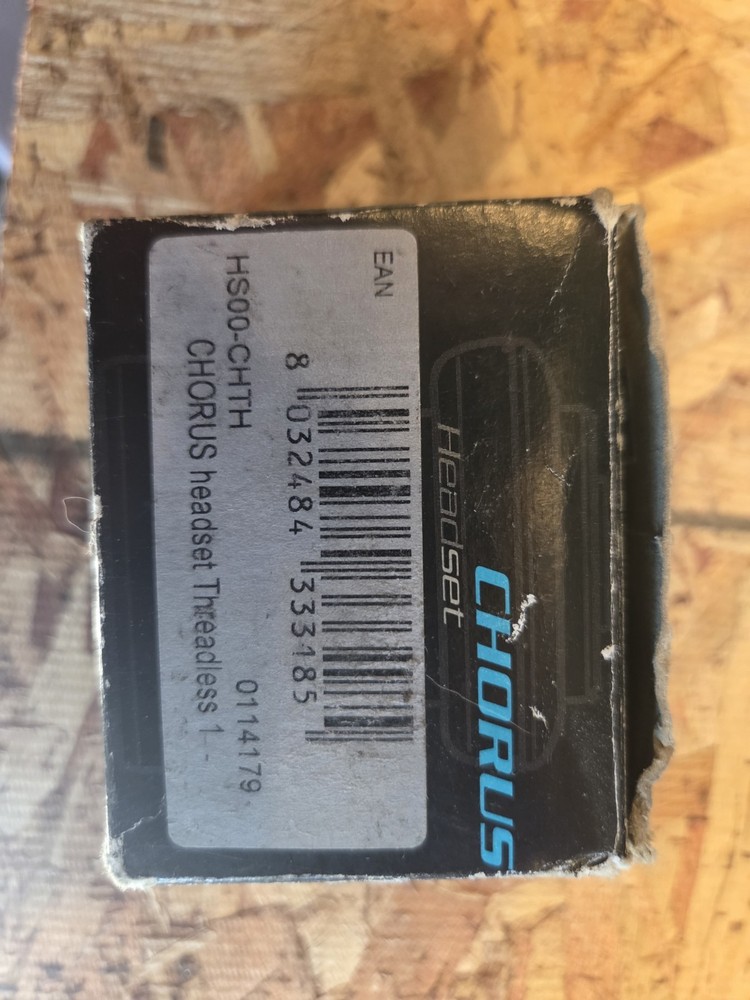 CHORUS
Headset
EAN
8 032484 333185
HS00-CHTH 0114179
CHORUS headset Threadless 1--